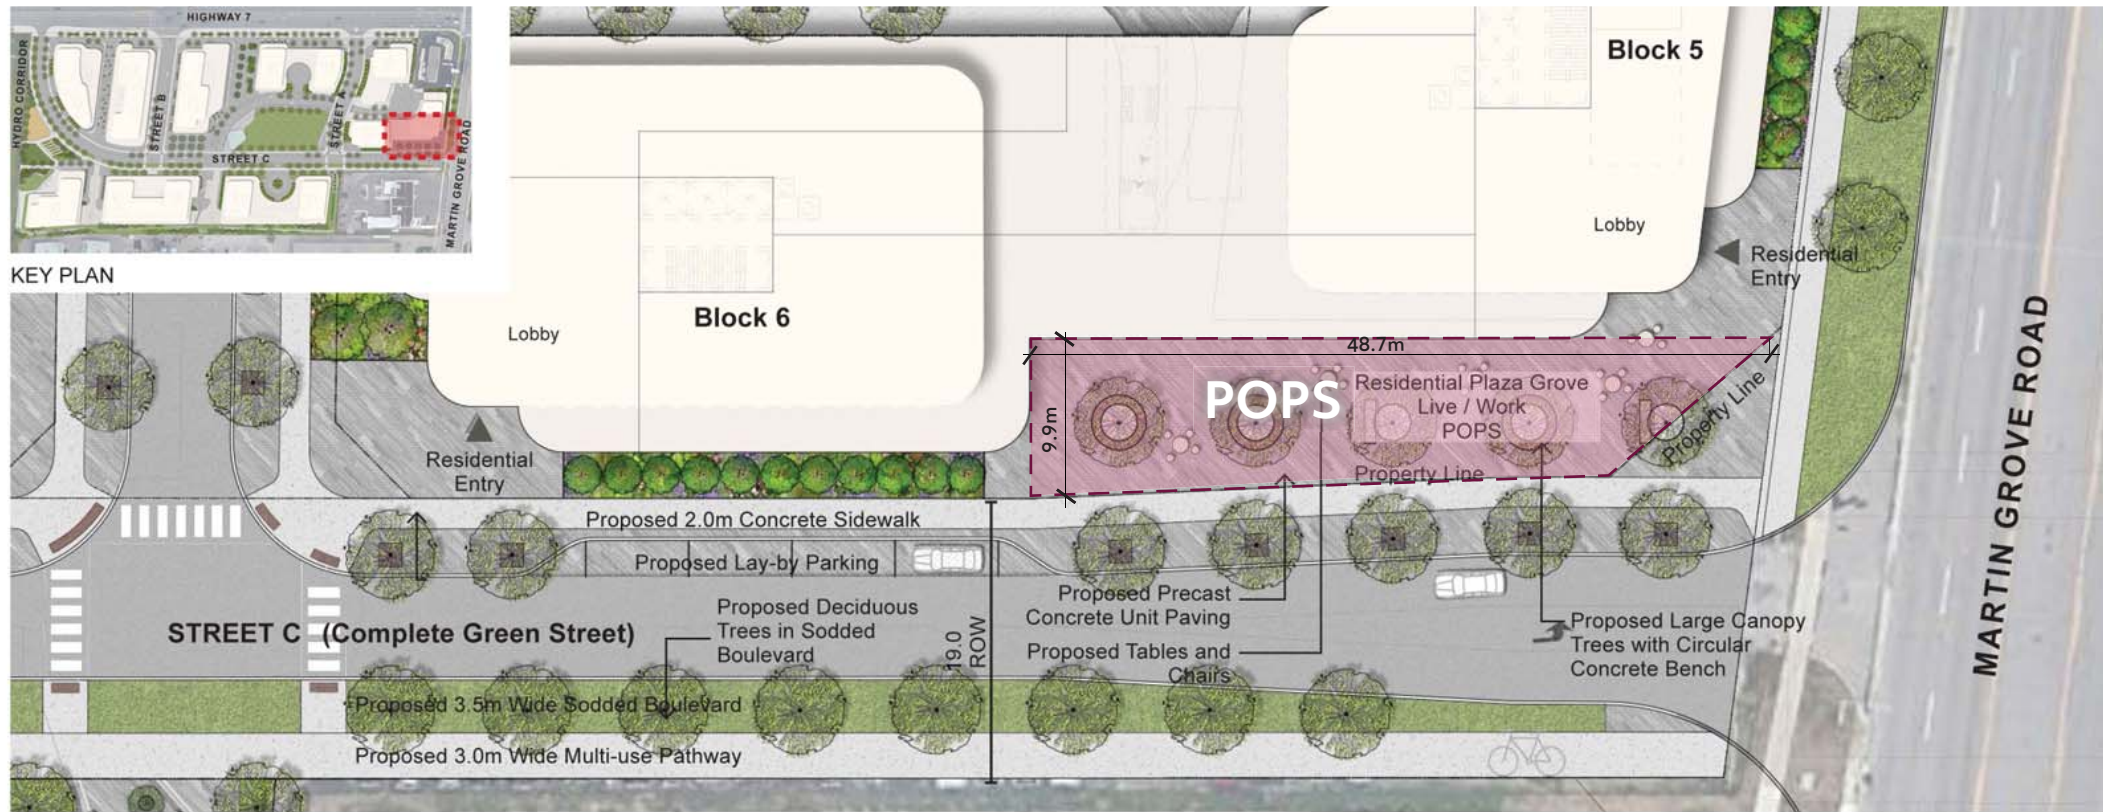 HIGHWAY 7
HYDRO CORRIDOR
STREET B
STREET A
STREET C
MARTIN GROVE ROAD
KEY PLAN
Block 5
Lobby
Residential
Entry
Block 6
Lobby
Residential
Entry
48.7m
9.9m
POPS
Residential Plaza Grove
Live / Work
POPS
Property Line
Property Line
MARTIN GROVE ROAD
Proposed 2.0m Concrete Sidewalk
Proposed Lay-by Parking
STREET C (Complete Green Street)
Proposed Deciduous
Trees in Sodded
Boulevard
19.0
ROW
Proposed Precast
Concrete Unit Paving
Proposed Tables and
Chairs
Proposed Large Canopy
Trees with Circular
Concrete Bench
Proposed 3.5m Wide Sodded Boulevard
Proposed 3.0m Wide Multi-use Pathway